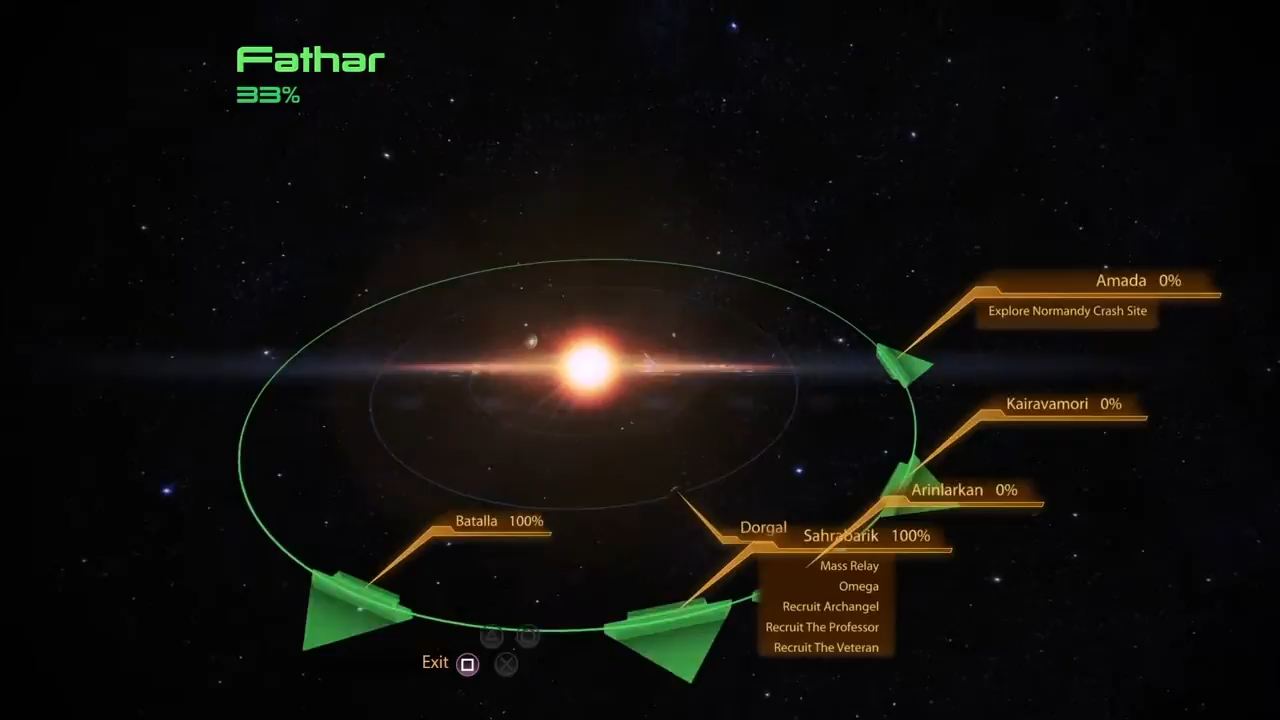 Fathar
33%
Amada 0%
Explore Normandy Crash Site
Kairavamori 0%
Arinlarkan 0%
Batalla 100%
Dorgal
Sahrabarik 100%
Mass Relay
Omega
Recruit Archangel
Recruit The Professor
Recruit The Veteran
Exit